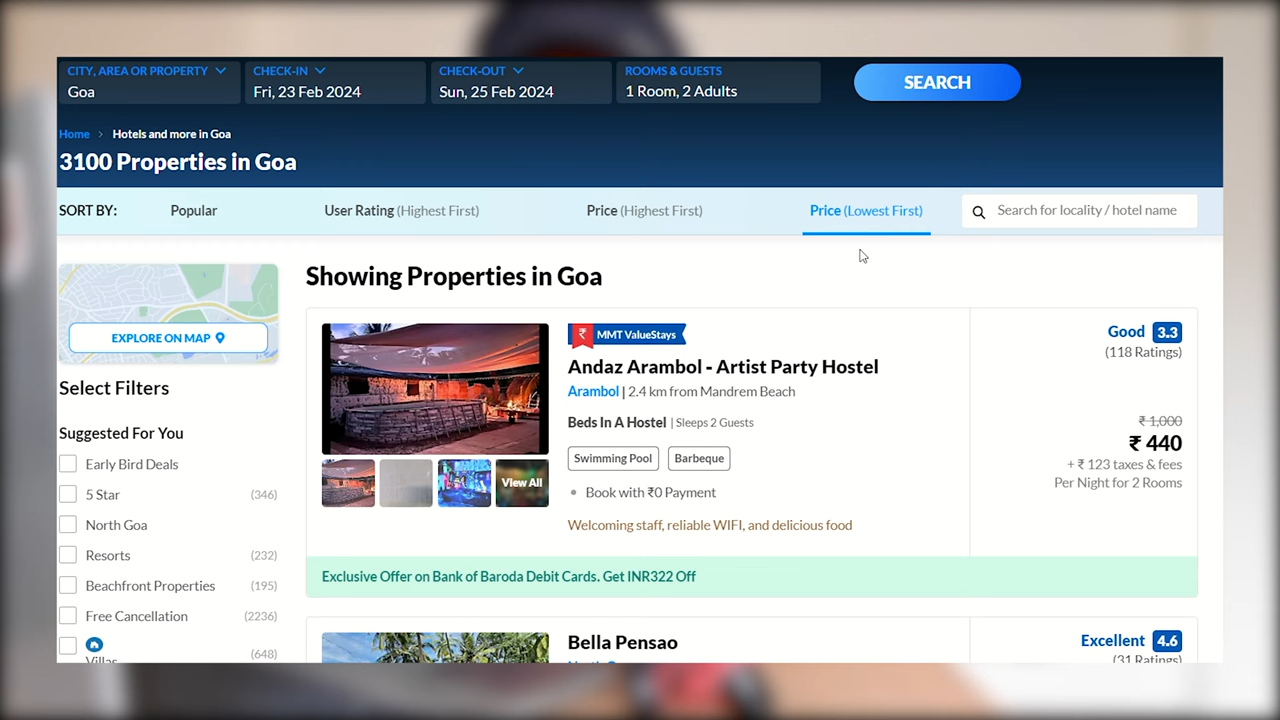 CITY, AREA OR PROPERTY
CHECK-IN
CHECK-OUT
ROOMS & GUESTS
Goa
Fri, 23 Feb 2024
Sun, 25 Feb 2024
1 Room, 2 Adults
SEARCH
Home > Hotels and more in Goa
3100 Properties in Goa
SORT BY:
Popular
User Rating (Highest First)
Price (Highest First)
Price (Lowest First)
Search for locality / hotel name
EXPLORE ON MAP
Select Filters
Suggested For You
Early Bird Deals
5 Star (346)
North Goa
Resorts (232)
Beachfront Properties (195)
Free Cancellation (2236)
Villas (648)
Showing Properties in Goa
₹ MMT ValueStays
Andaz Arambol - Artist Party Hostel
Arambol | 2.4 km from Mandrem Beach
Beds In A Hostel | Sleeps 2 Guests
Swimming Pool
Barbeque
View All
• Book with ₹0 Payment
Welcoming staff, reliable WIFI, and delicious food
Good 3.3
(118 Ratings)
₹ 1,000
₹ 440
+ ₹ 123 taxes & fees
Per Night for 2 Rooms
Exclusive Offer on Bank of Baroda Debit Cards. Get INR322 Off
Bella Pensao
Excellent 4.6
(31 Ratings)